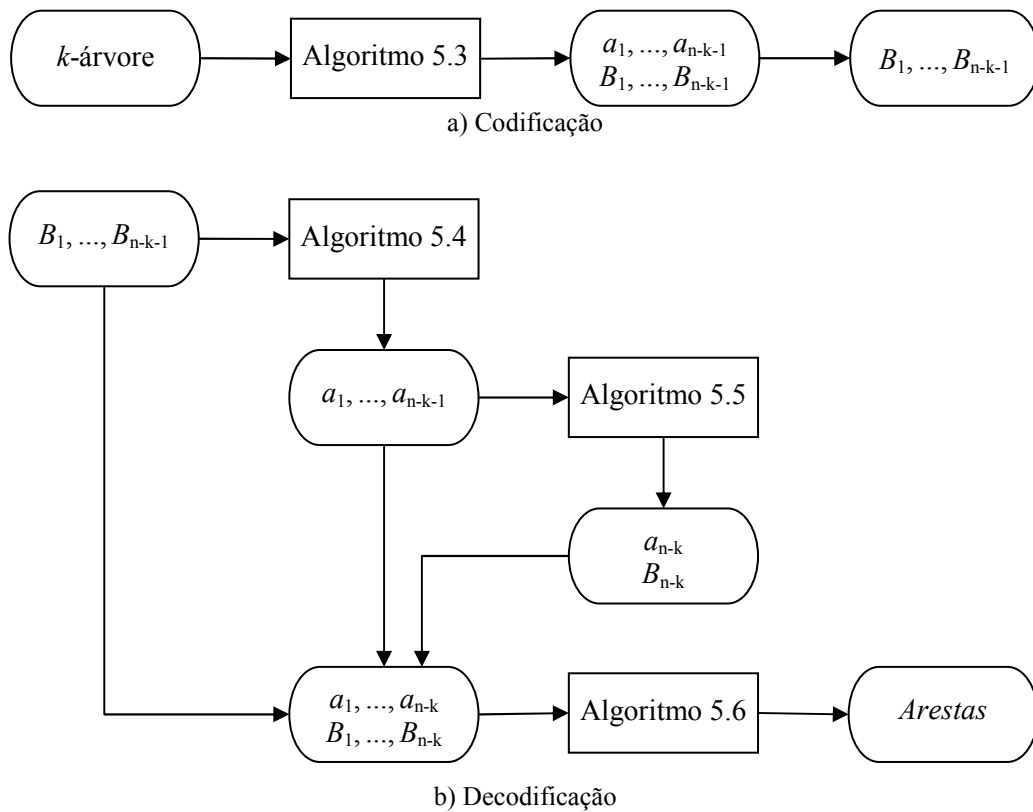 k-árvore
Algoritmo 5.3
a₁, ..., aₙ₋ₖ₋₁
B₁, ..., Bₙ₋ₖ₋₁
B₁, ..., Bₙ₋ₖ₋₁
a) Codificação
B₁, ..., Bₙ₋ₖ₋₁
Algoritmo 5.4
a₁, ..., aₙ₋ₖ₋₁
Algoritmo 5.5
aₙ₋ₖ
Bₙ₋ₖ
a₁, ..., aₙ₋ₖ
B₁, ..., Bₙ₋ₖ
Algoritmo 5.6
Arestas
b) Decodificação